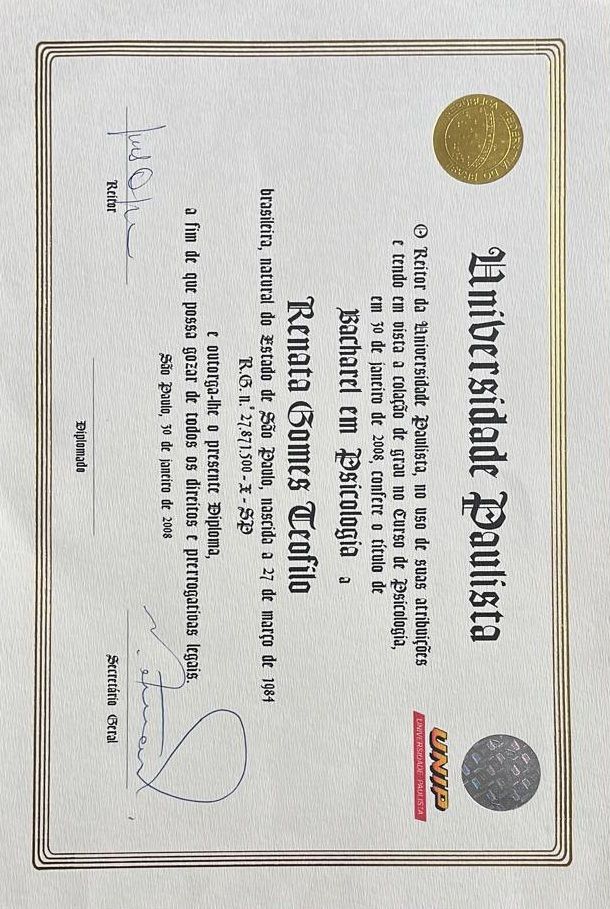 Universidade Paulista
REPÚBLICA FEDERATIVA DO BRASIL
UNIP
UNIVERSIDADE PAULISTA
O Reitor da Universidade Paulista, no uso de suas atribuições
e tendo em vista a colação de grau no Curso de Psicologia,
em 30 de janeiro de 2008, confere o título de
Bacharel em Psicologia a
Renata Gomes Teofilo
brasileira, natural do Estado de São Paulo, nascida a 27 de março de 1984
R.G. n.º 27.871.500 - X - SP
e outorga-lhe o presente Diploma,
a fim de que possa gozar de todos os direitos e prerrogativas legais.
São Paulo, 30 de janeiro de 2008
Reitor
Diplomado
Secretário Geral